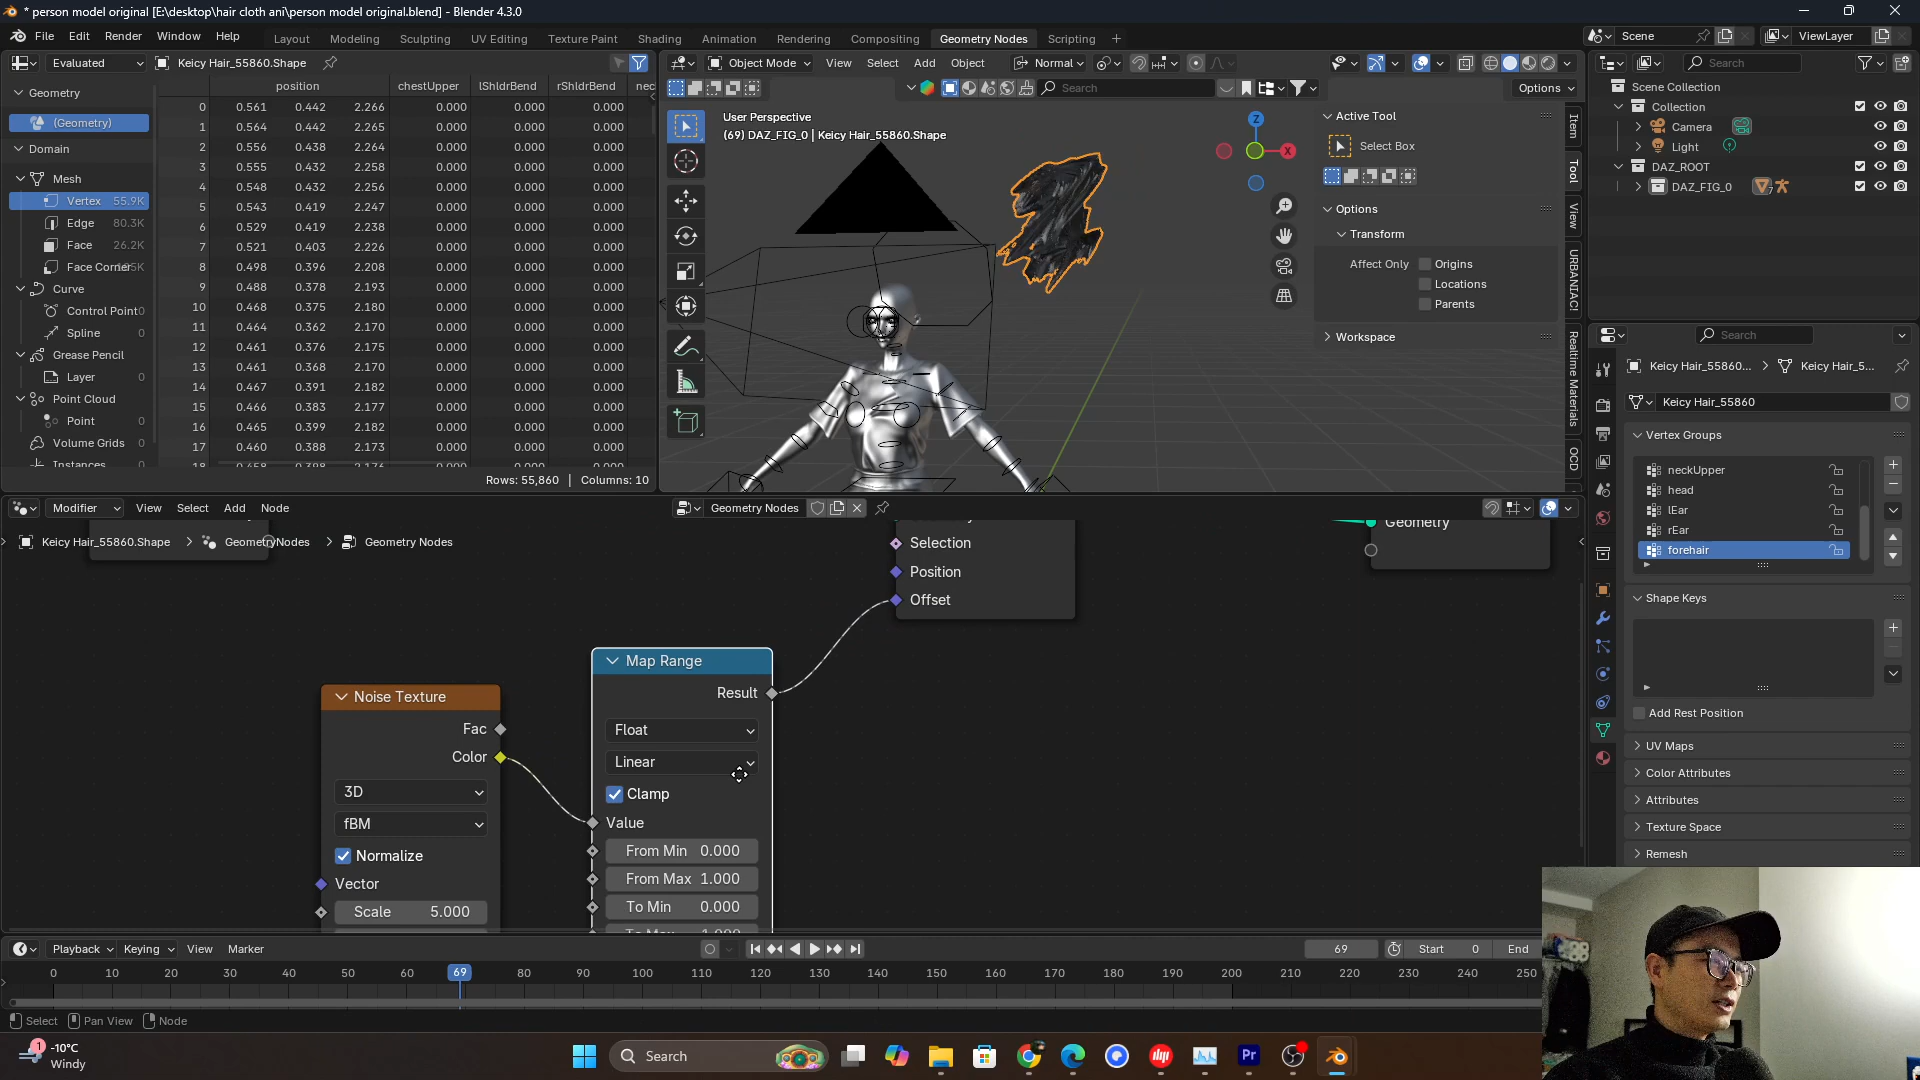 * person model original [E:\desktop\hair cloth ani\person model original.blend] - Blender 4.3.0
File Edit Render Window Help Layout Modeling Sculpting UV Editing Texture Paint Shading Animation Rendering Compositing Geometry Nodes Scripting + Scene ViewLayer
Evaluated Keicy Hair_55860.Shape
Geometry
(Geometry)
Domain
Mesh
Vertex 55.9K
Edge 80.3K
Face 26.2K
Face Corner
Curve
Control Point 0
Spline 0
Grease Pencil
Layer 0
Point Cloud
Point 0
Volume Grids 0
Instances 0
position chestUpper lShldrBend rShldrBend nec
0 0.561 0.442 2.266 0.000 0.000 0.000
1 0.564 0.442 2.265 0.000 0.000 0.000
2 0.556 0.438 2.264 0.000 0.000 0.000
3 0.555 0.432 2.258 0.000 0.000 0.000
4 0.548 0.432 2.256 0.000 0.000 0.000
5 0.543 0.419 2.247 0.000 0.000 0.000
6 0.529 0.419 2.238 0.000 0.000 0.000
7 0.521 0.403 2.226 0.000 0.000 0.000
8 0.498 0.396 2.208 0.000 0.000 0.000
9 0.488 0.378 2.193 0.000 0.000 0.000
10 0.468 0.375 2.180 0.000 0.000 0.000
11 0.464 0.362 2.170 0.000 0.000 0.000
12 0.461 0.376 2.175 0.000 0.000 0.000
13 0.461 0.368 2.170 0.000 0.000 0.000
14 0.467 0.391 2.182 0.000 0.000 0.000
15 0.466 0.383 2.177 0.000 0.000 0.000
16 0.465 0.399 2.182 0.000 0.000 0.000
17 0.460 0.388 2.173 0.000 0.000 0.000
Rows: 55,860 | Columns: 10
Object Mode View Select Add Object Normal
Search Options
User Perspective
(69) DAZ_FIG_0 | Keicy Hair_55860.Shape
Z
X
Active Tool
Select Box
Options
Transform
Affect Only Origins
Locations
Parents
Workspace
Item
Tool
View
URBANIAC!
Realtime Materials
OCD
Search
Scene Collection
Collection
Camera
Light
DAZ_ROOT
DAZ_FIG_0
Search
Keicy Hair_55860... > Keicy Hair_5...
Keicy Hair_55860
Vertex Groups
neckUpper
head
lEar
rEar
forehair
Shape Keys
Add Rest Position
UV Maps
Color Attributes
Attributes
Texture Space
Remesh
Modifier View Select Add Node Geometry Nodes
Keicy Hair_55860.Shape > GeometryNodes > Geometry Nodes
Selection
Position
Offset
Geometry
Map Range
Result
Float
Linear
Clamp
Value
From Min 0.000
From Max 1.000
To Min 0.000
To Max 1.000
Noise Texture
Fac
Color
3D
fBM
Normalize
Vector
Scale 5.000
Playback Keying View Marker 69 Start 0 End
0 10 20 30 40 50 60 69 80 90 100 110 120 130 140 150 160 170 180 190 200 210 220 230 240 250
Select Pan View Node
1
-10°C
Windy
Search
Pr